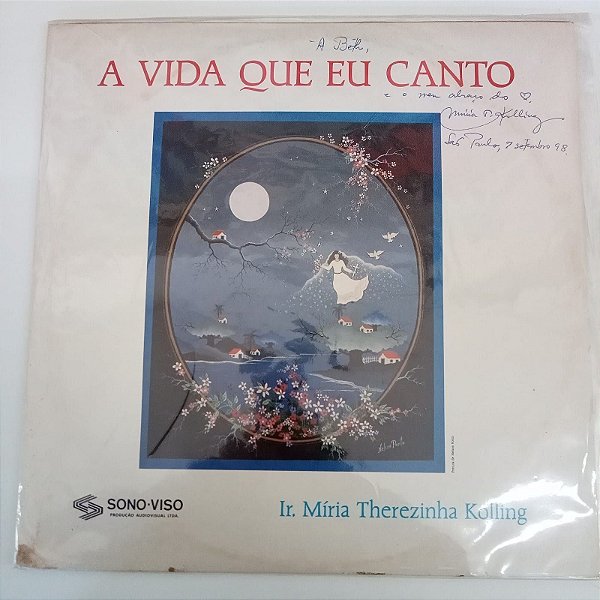 "A Beth,
A VIDA QUE EU CANTO
e o meu abraço do ♡.
Míria T. Kolling
São Paulo, 7 setembro 98.
SONO-VISO
PRODUÇÃO AUDIOVISUAL LTDA.
Ir. Míria Therezinha Kolling